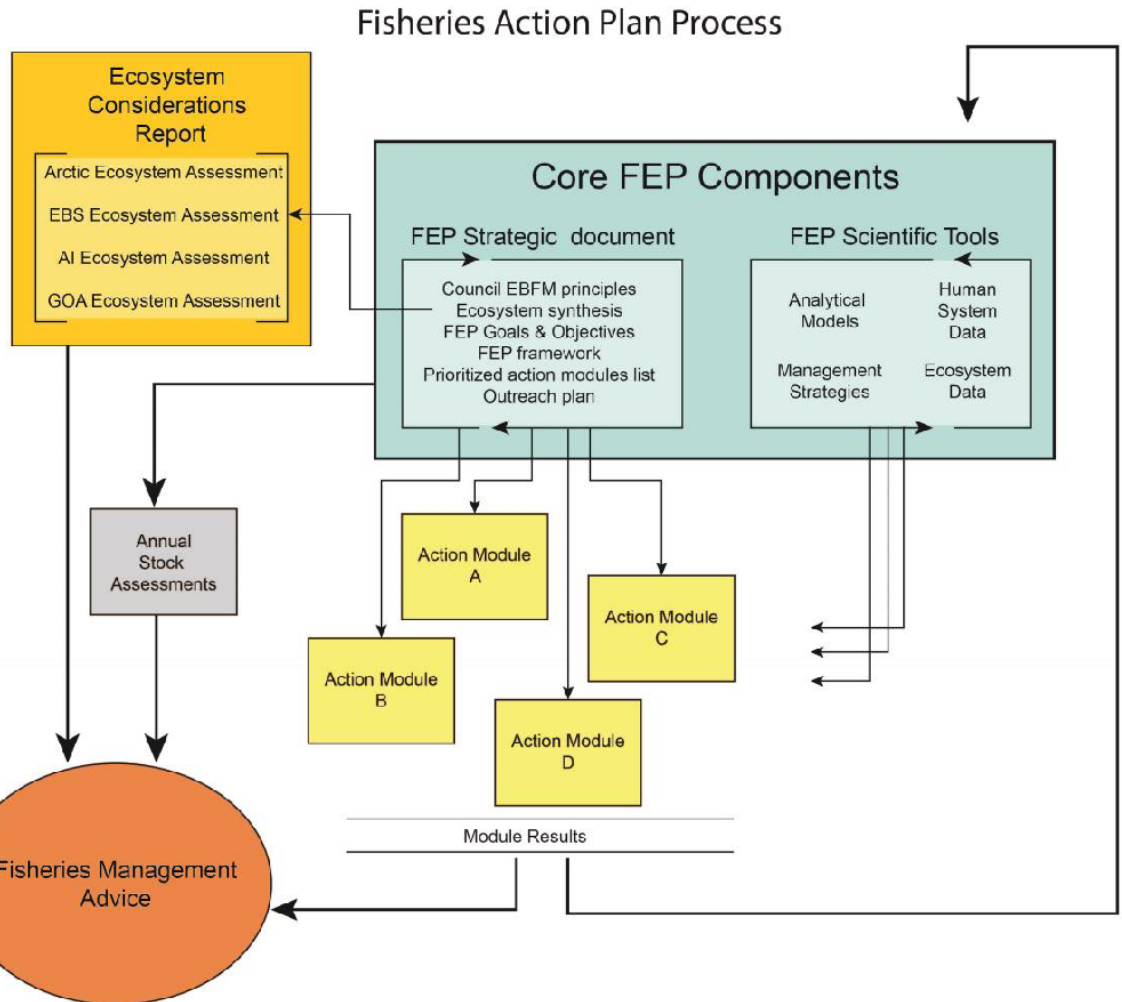 Fisheries Action Plan Process
Ecosystem
Considerations
Report
Arctic Ecosystem Assessment
EBS Ecosystem Assessment
AI Ecosystem Assessment
GOA Ecosystem Assessment
Core FEP Components
FEP Strategic document
Council EBFM principles
Ecosystem synthesis
FEP Goals & Objectives
FEP framework
Prioritized action modules list
Outreach plan
FEP Scientific Tools
Analytical
Models
Human
System
Data
Management
Strategies
Ecosystem
Data
Annual
Stock
Assessments
Action Module
A
Action Module
B
Action Module
C
Action Module
D
Module Results
Fisheries Management
Advice